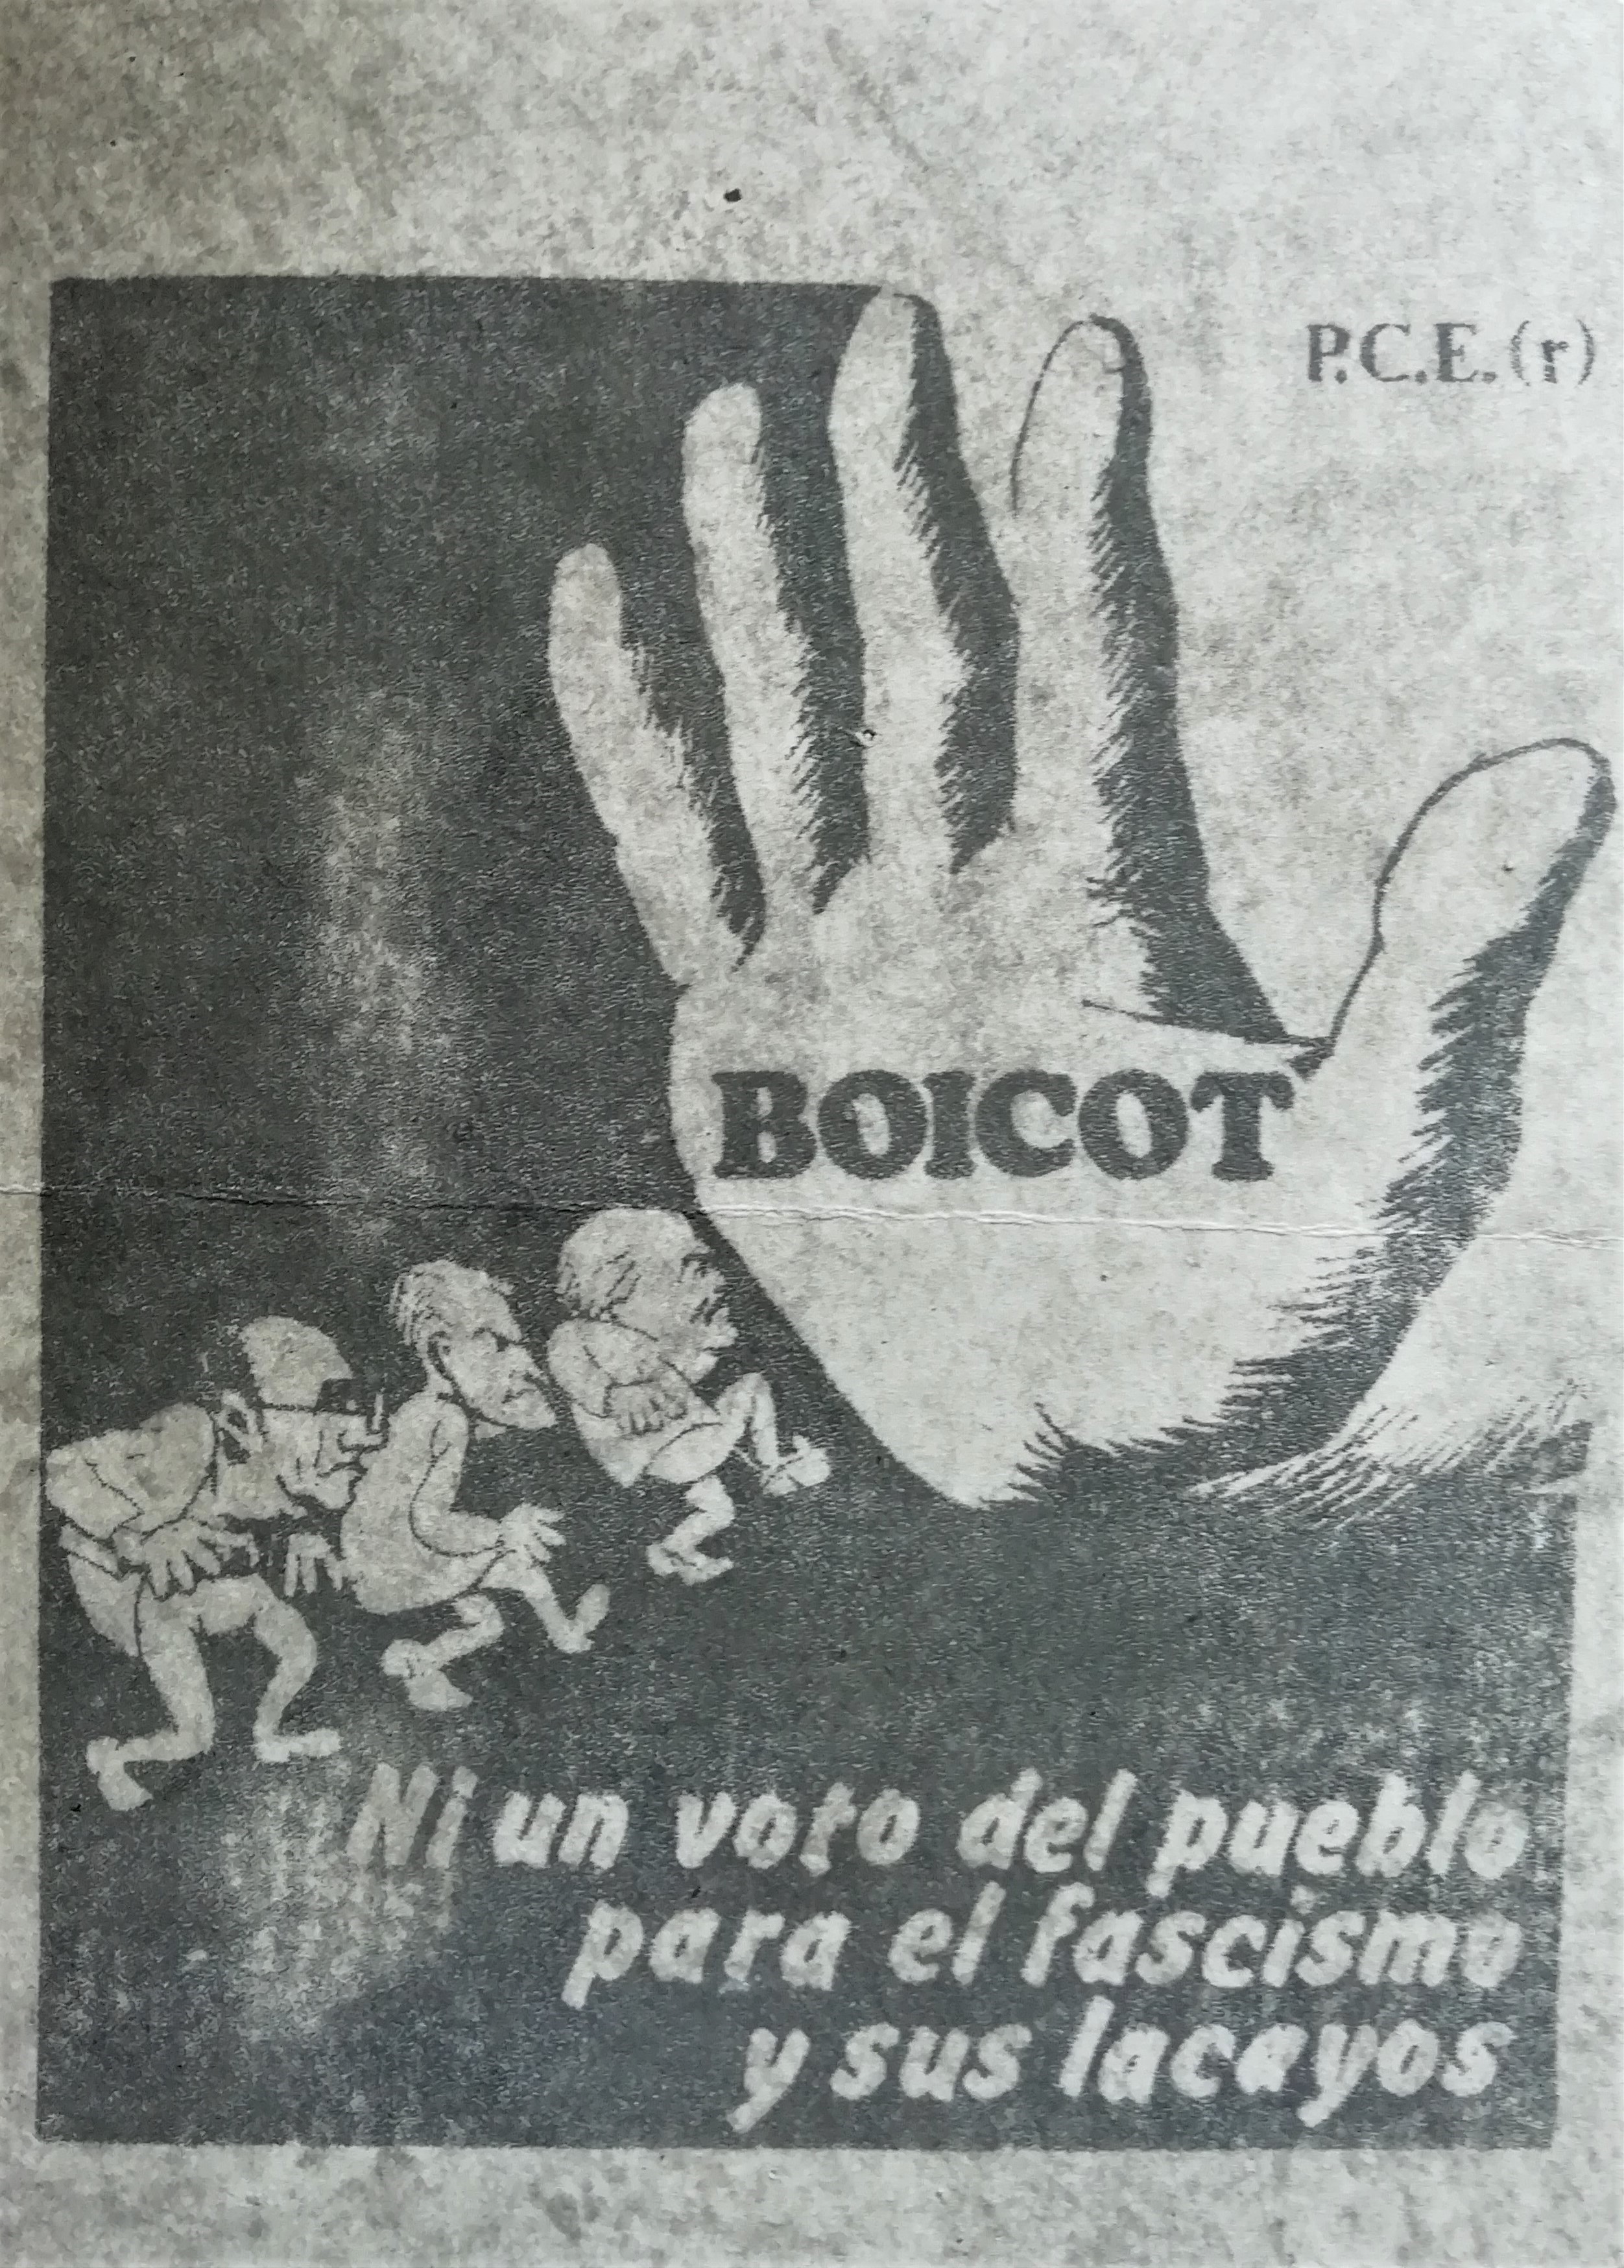 P.C.E.(r)
BOICOT
Ni un voto del pueblo
para el fascismo
y sus lacayos